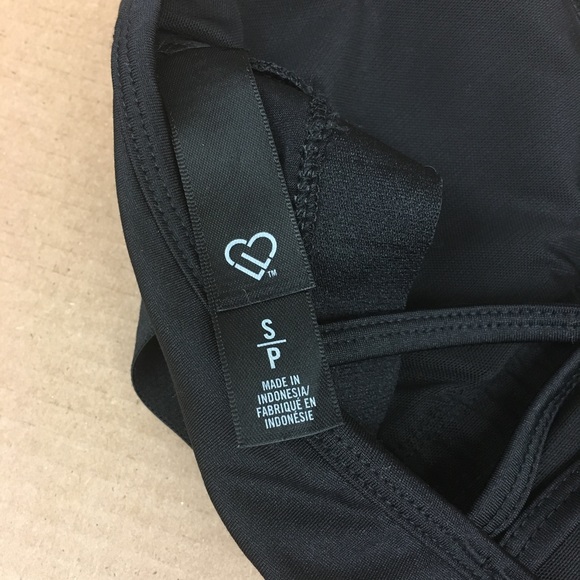 TM
S
P
MADE IN
INDONESIA/
FABRIQUÉ EN
INDONÉSIE